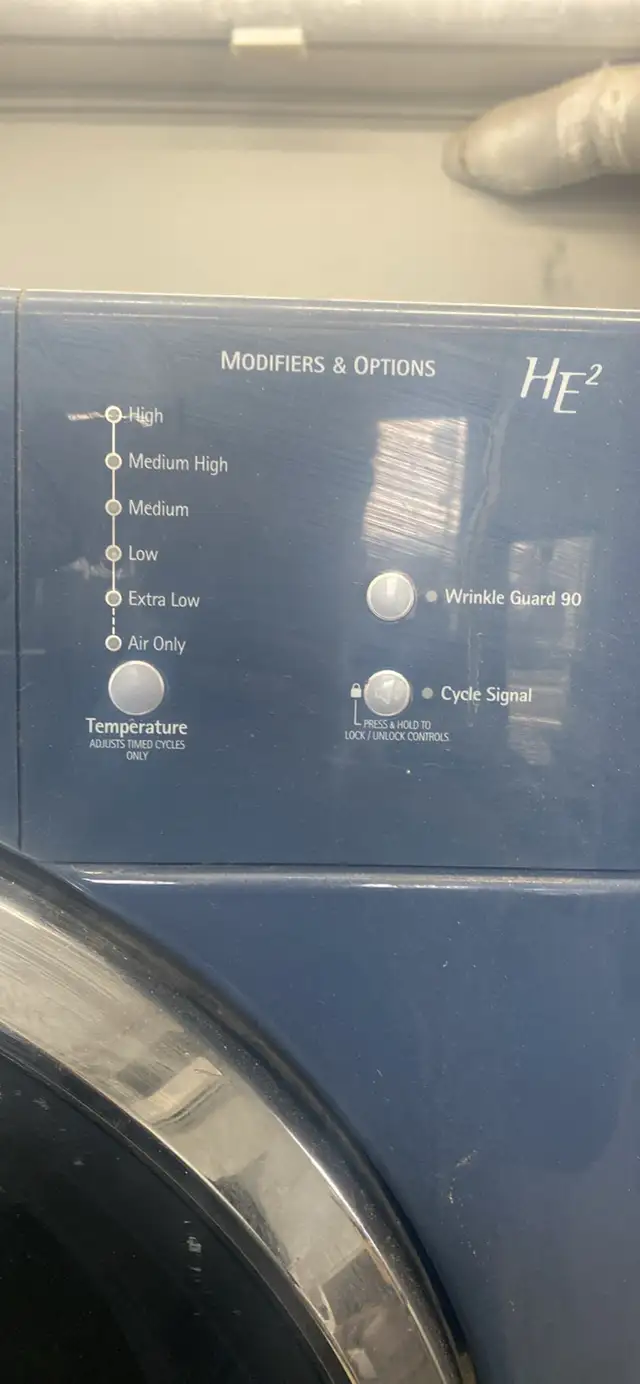 MODIFIERS & OPTIONS
HE²
High
Medium High
Medium
Low
Extra Low
Air Only
Temperature
ADJUSTS TIMED CYCLES
ONLY
Wrinkle Guard 90
Cycle Signal
PRESS & HOLD TO
LOCK / UNLOCK CONTROLS